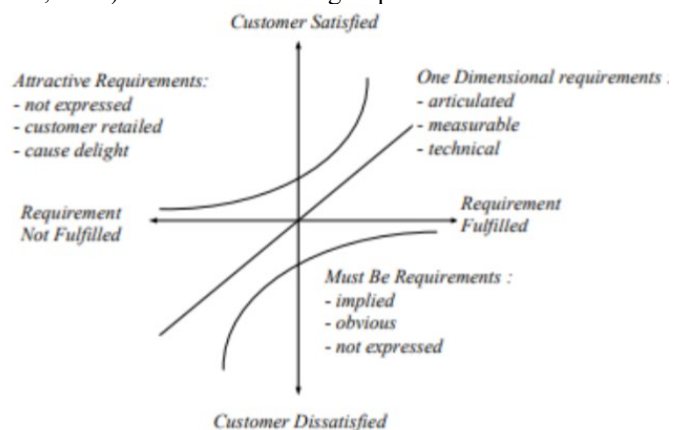 Customer Satisfied
Attractive Requirements:
- not expressed
- customer retailed
- cause delight
One Dimensional requirements :
- articulated
- measurable
- technical
Requirement
Not Fulfilled
Requirement
Fulfilled
Must Be Requirements :
- implied
- obvious
- not expressed
Customer Dissatisfied